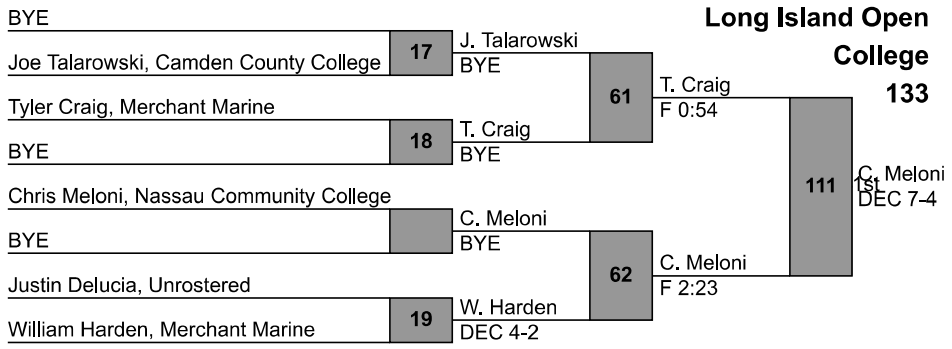 Long Island Open
College
133
BYE
Joe Talarowski, Camden County College
17
J. Talarowski
BYE
Tyler Craig, Merchant Marine
BYE
18
T. Craig
BYE
61
T. Craig
F 0:54
Chris Meloni, Nassau Community College
BYE
C. Meloni
BYE
Justin Delucia, Unrostered
William Harden, Merchant Marine
19
W. Harden
DEC 4-2
62
C. Meloni
F 2:23
111
1st
C. Meloni
DEC 7-4